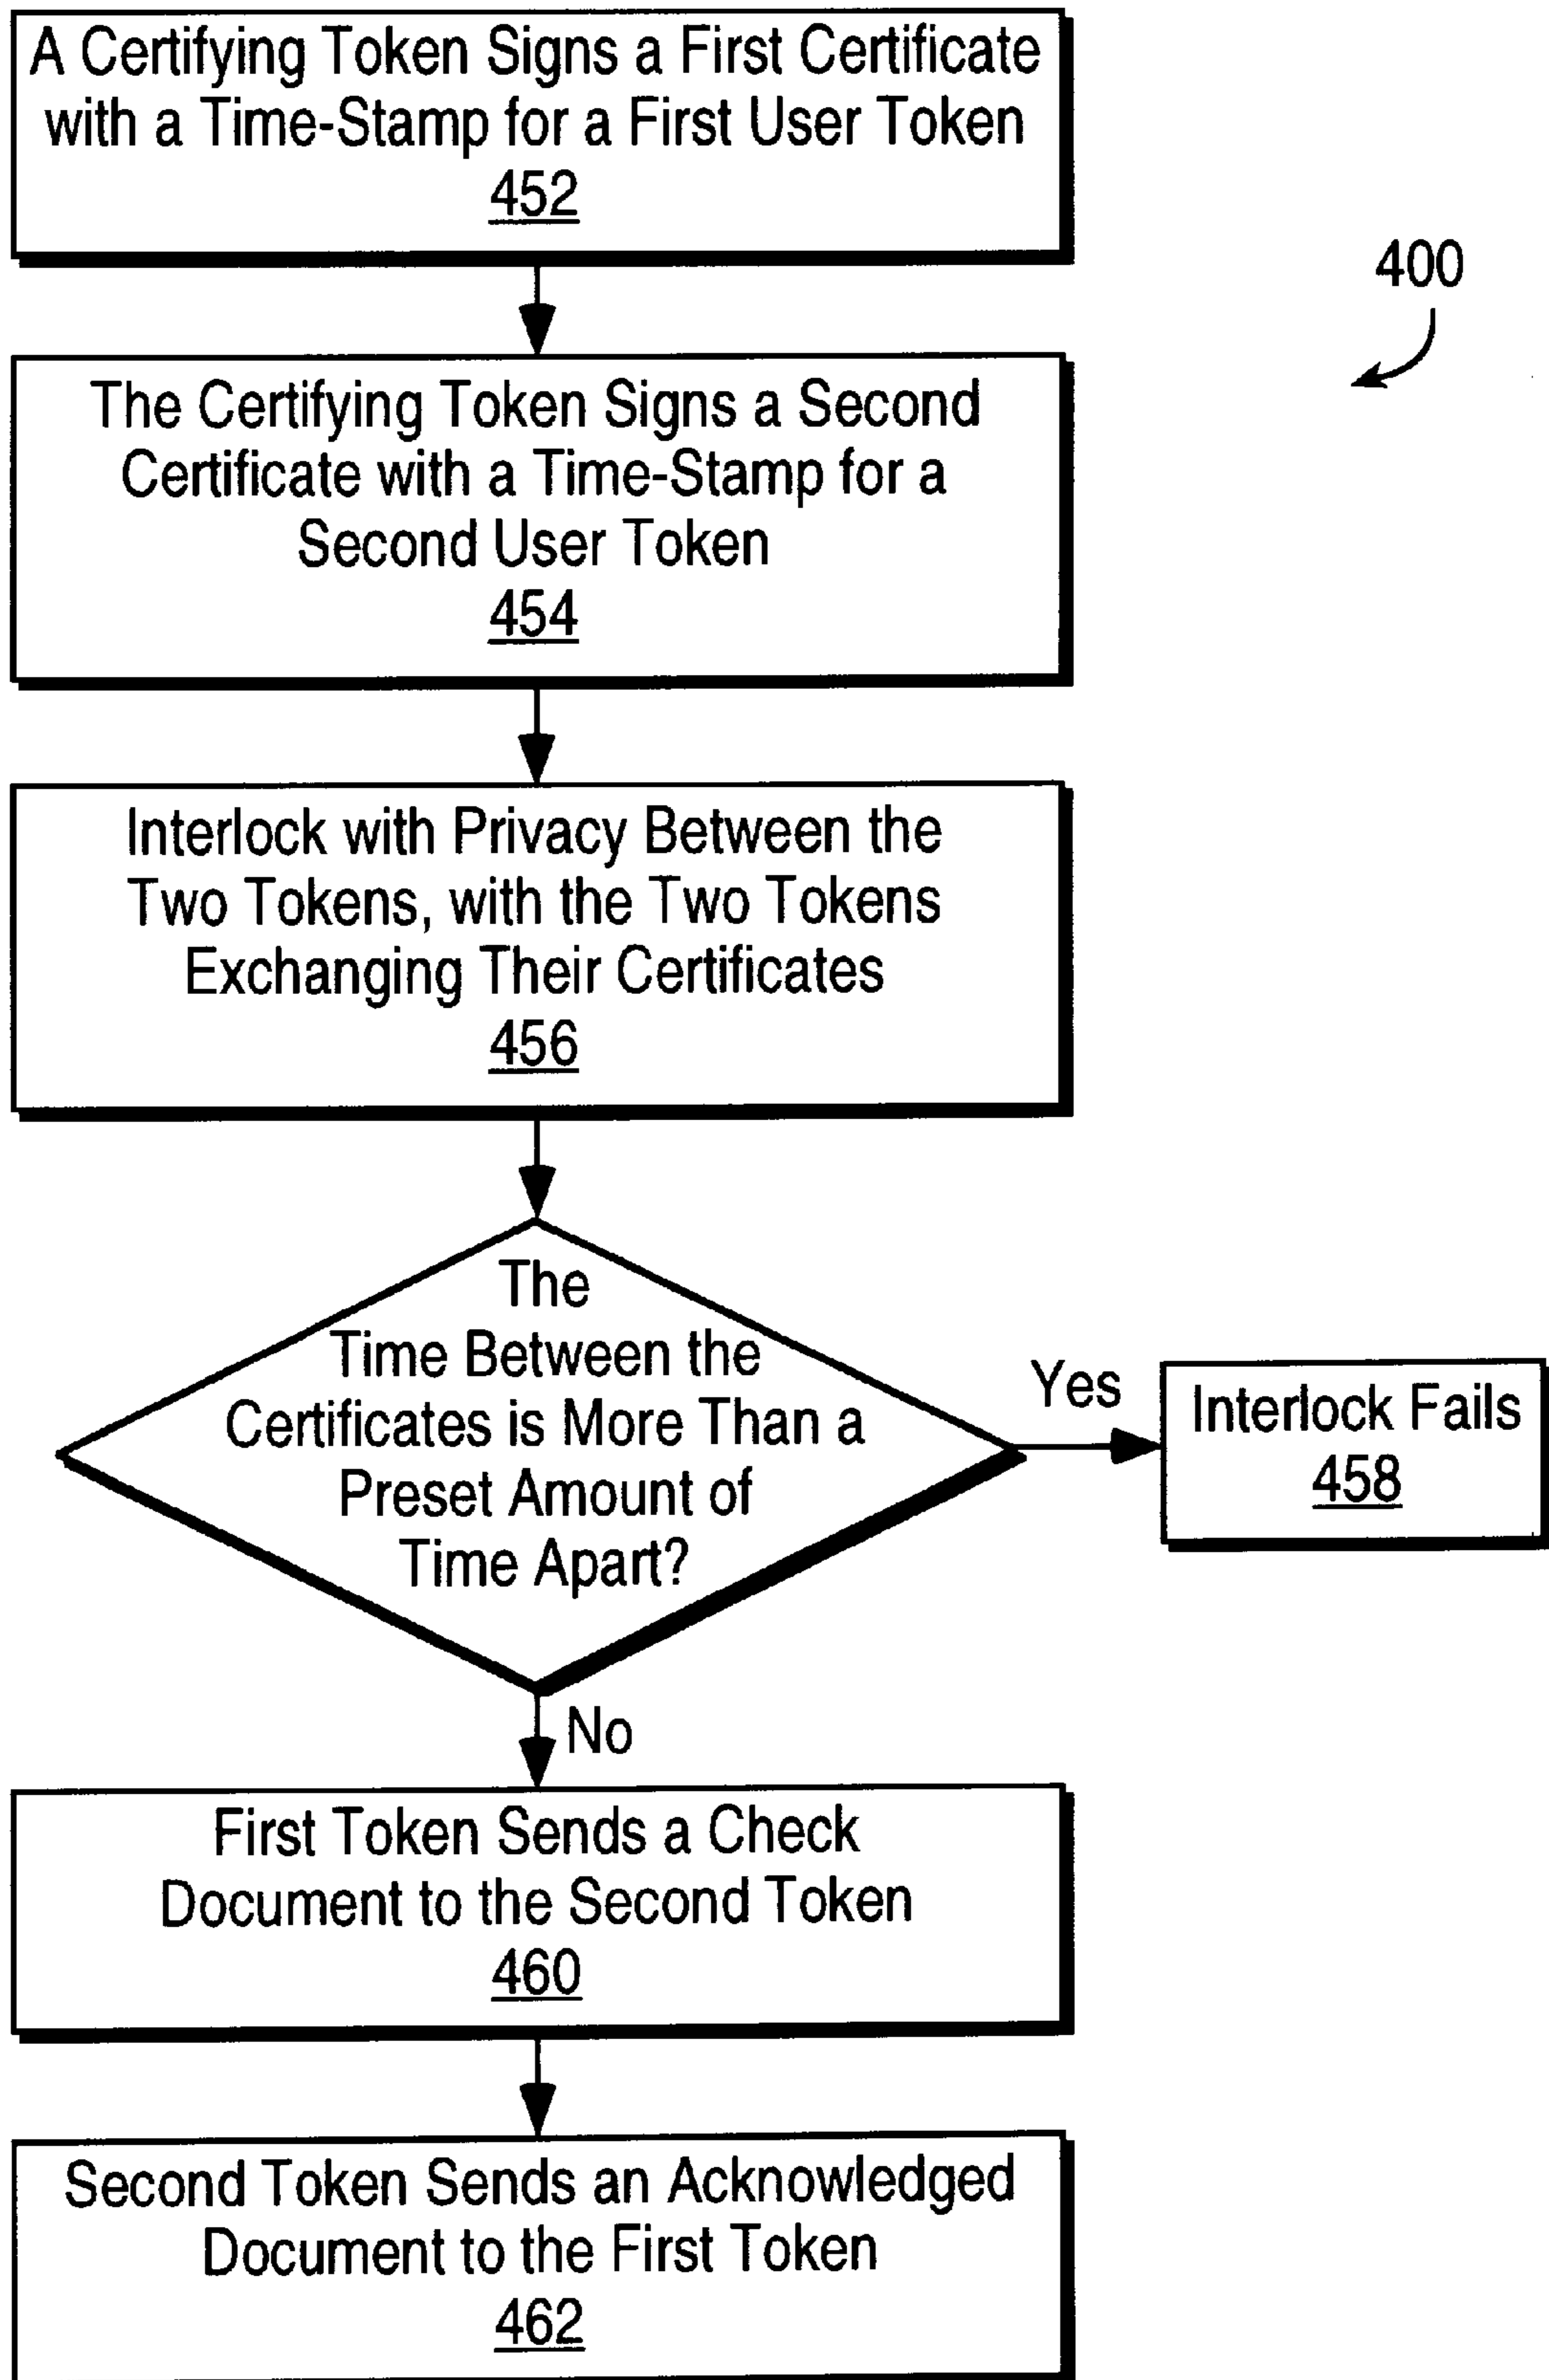 A Certifying Token Signs a First Certificate
with a Time-Stamp for a First User Token
452
400
The Certifying Token Signs a Second
Certificate with a Time-Stamp for a
Second User Token
454
Interlock with Privacy Between the
Two Tokens, with the Two Tokens
Exchanging Their Certificates
456
The
Time Between the
Certificates is More Than a
Preset Amount of
Time Apart?
Yes
Interlock Fails
458
No
First Token Sends a Check
Document to the Second Token
460
Second Token Sends an Acknowledged
Document to the First Token
462